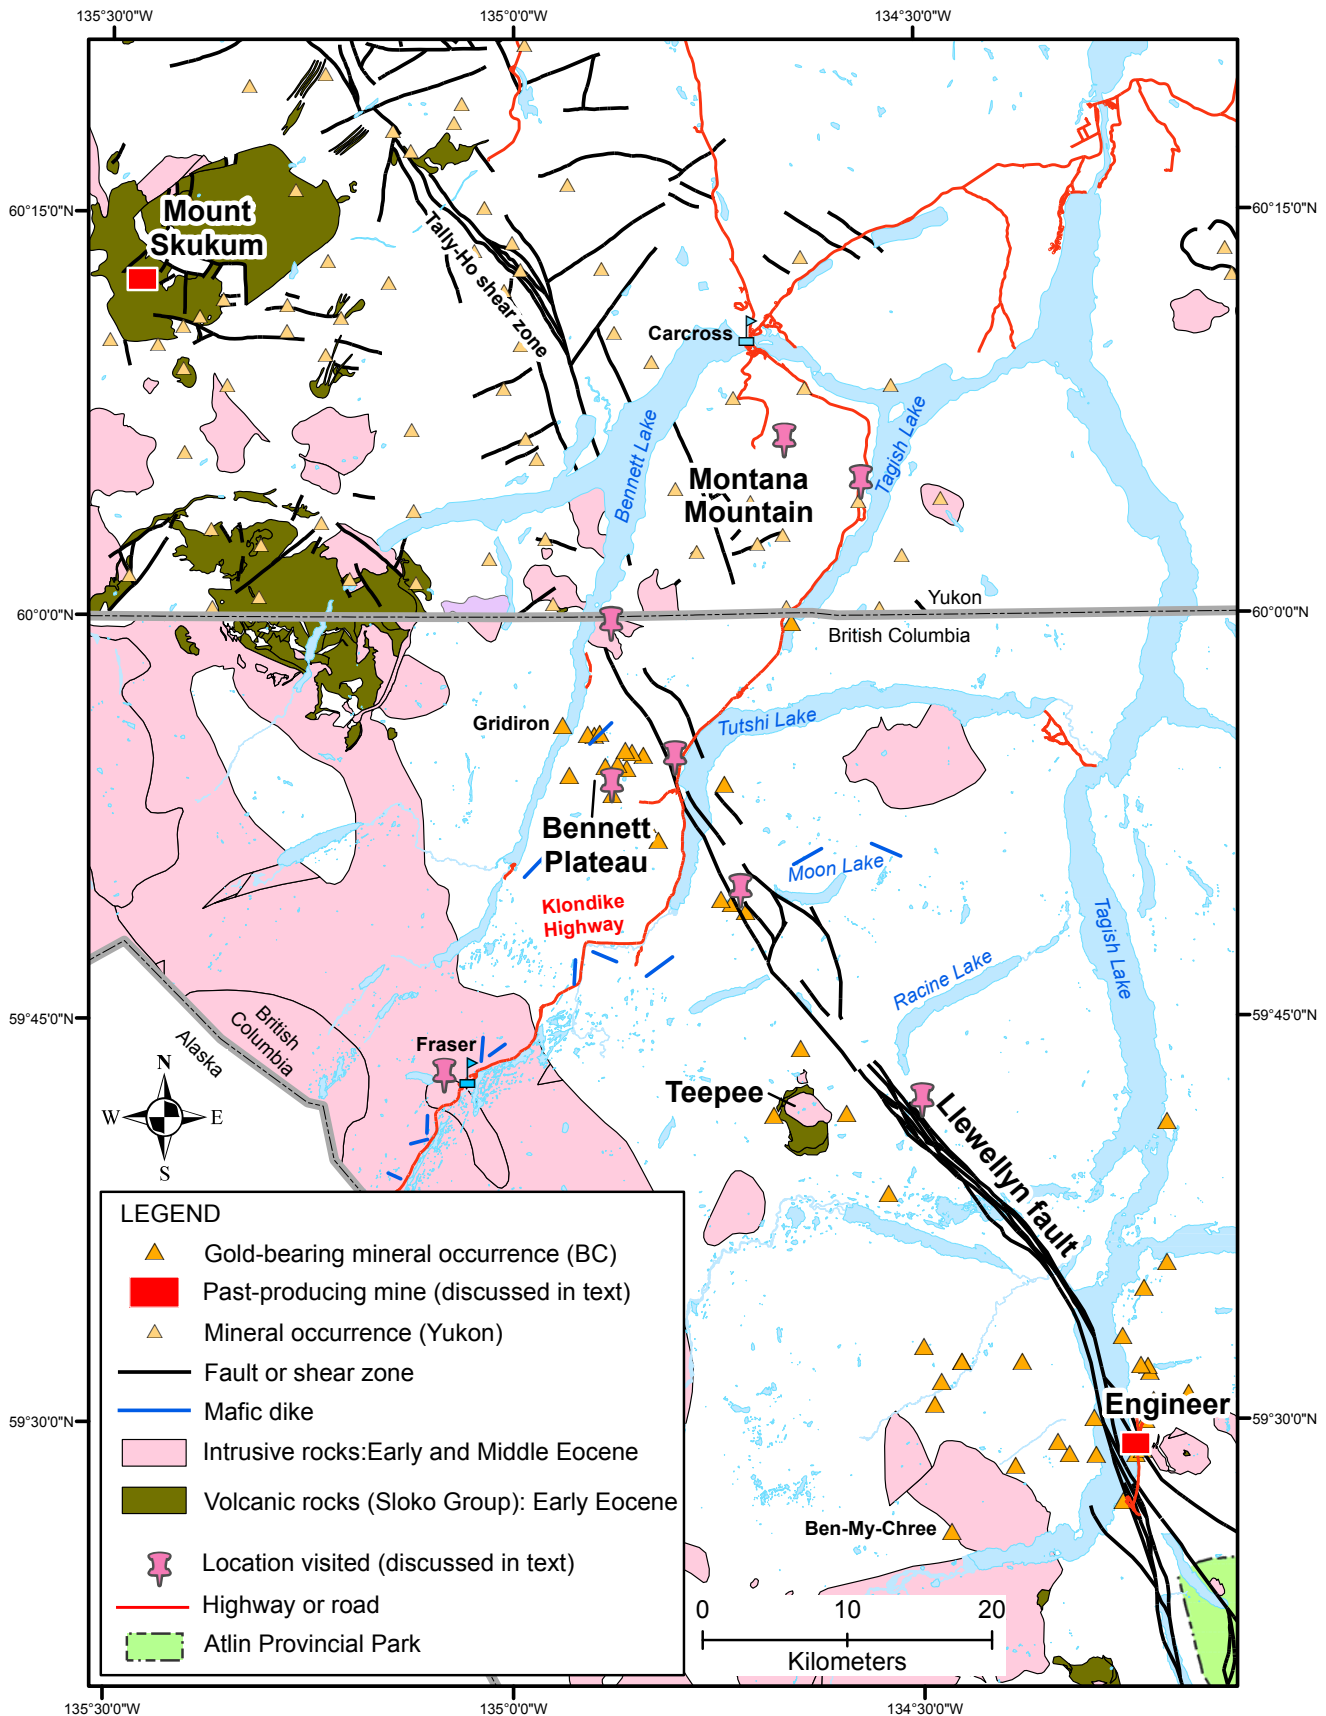 135°30'0"W
135°0'0"W
134°30'0"W
60°15'0"N
60°15'0"N
Mount
Skukum
Tally-Ho shear zone
Carcross
Bennett Lake
Tagish Lake
Montana
Mountain
60°0'0"N
60°0'0"N
Yukon
British Columbia
Gridiron
Tutshi Lake
Bennett
Plateau
Moon Lake
Klondike
Highway
Tagish Lake
Racine Lake
59°45'0"N
59°45'0"N
British
Columbia
Alaska
Fraser
N
W
E
S
Teepee
Llewellyn fault
LEGEND
Gold-bearing mineral occurrence (BC)
Past-producing mine (discussed in text)
Mineral occurrence (Yukon)
Fault or shear zone
Mafic dike
Intrusive rocks:Early and Middle Eocene
Volcanic rocks (Sloko Group): Early Eocene
Location visited (discussed in text)
Highway or road
Atlin Provincial Park
59°30'0"N
59°30'0"N
Engineer
Ben-My-Chree
0 10 20
Kilometers
135°30'0"W
135°0'0"W
134°30'0"W